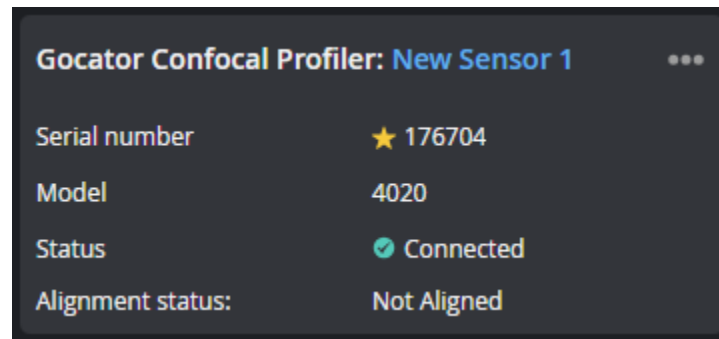 Gocator Confocal Profiler: New Sensor 1
Serial number 176704
Model 4020
Status Connected
Alignment status: Not Aligned